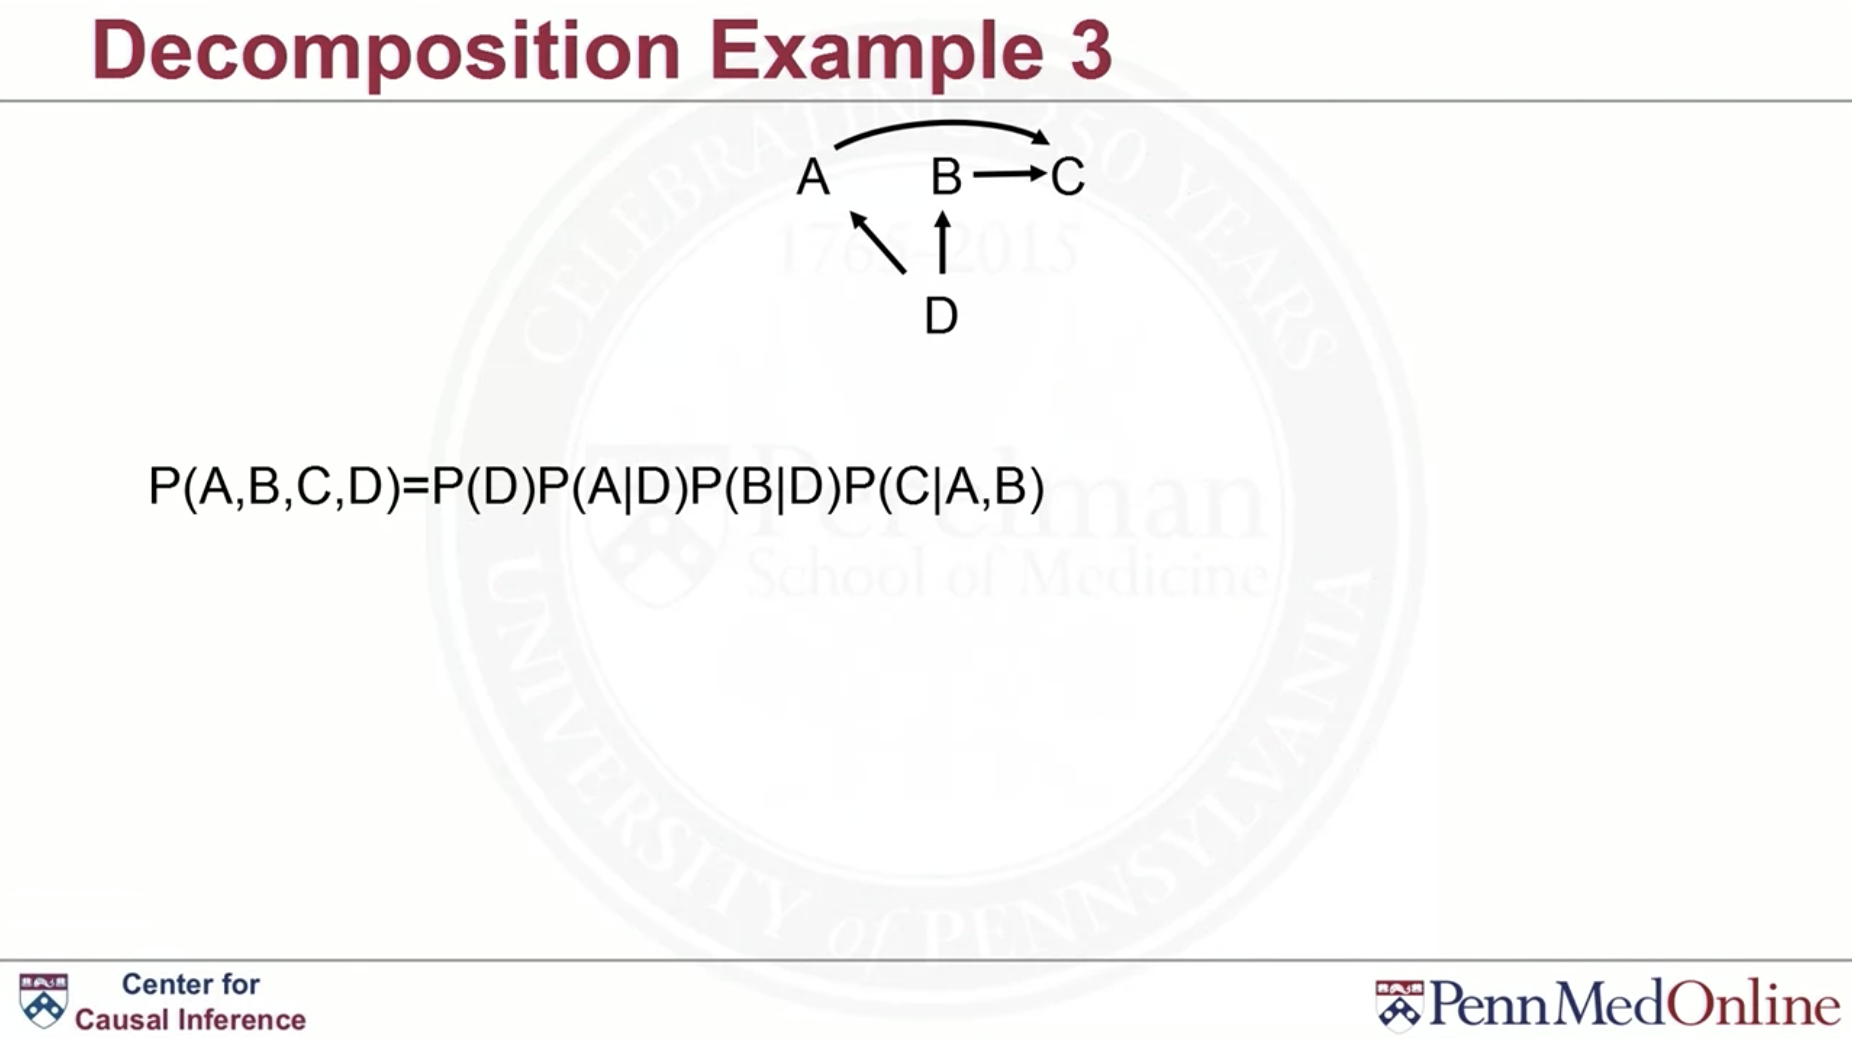 Decomposition Example 3
A B C
D
P(A,B,C,D)=P(D)P(A|D)P(B|D)P(C|A,B)
CELEBRATING 250 YEARS
1765-2015
Perelman
School of Medicine
UNIVERSITY of PENNSYLVANIA
Center for
Causal Inference
PennMedOnline